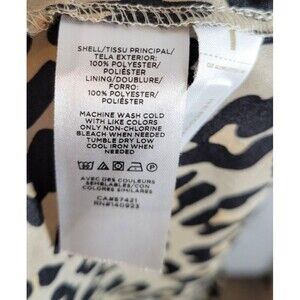 SHELL/TISSU PRINCIPAL/
TELA EXTERIOR:
100% POLYESTER/
POLIÉSTER
LINING/DOUBLURE/
FORRO:
100% POLYESTER/
POLIÉSTER
MACHINE WASH COLD
WITH LIKE COLORS
ONLY NON-CHLORINE
BLEACH WHEN NEEDED
TUMBLE DRY LOW
COOL IRON WHEN
NEEDED
AVEC DES COULEURS
SEMBLABLES/CON
COLORES SIMILARES
CA#57421
RN#140923